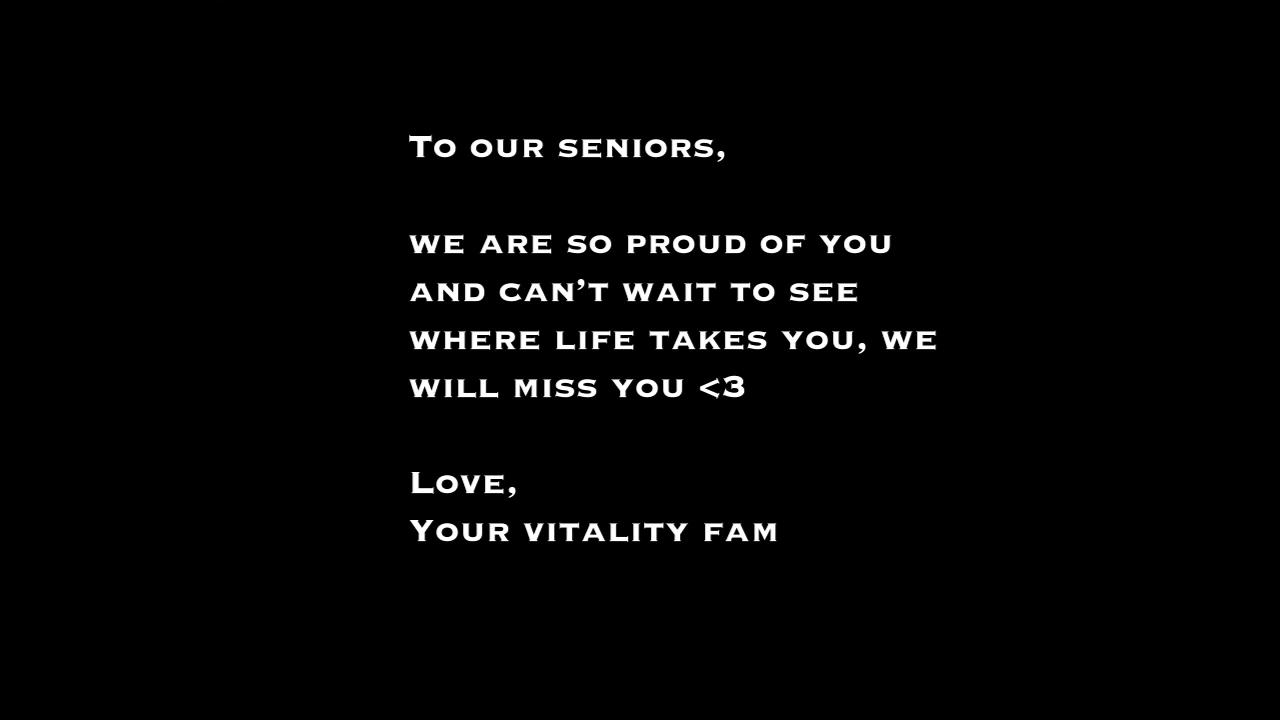 To our seniors,
we are so proud of you
and can’t wait to see
where life takes you, we
will miss you <3
Love,
Your vitality fam